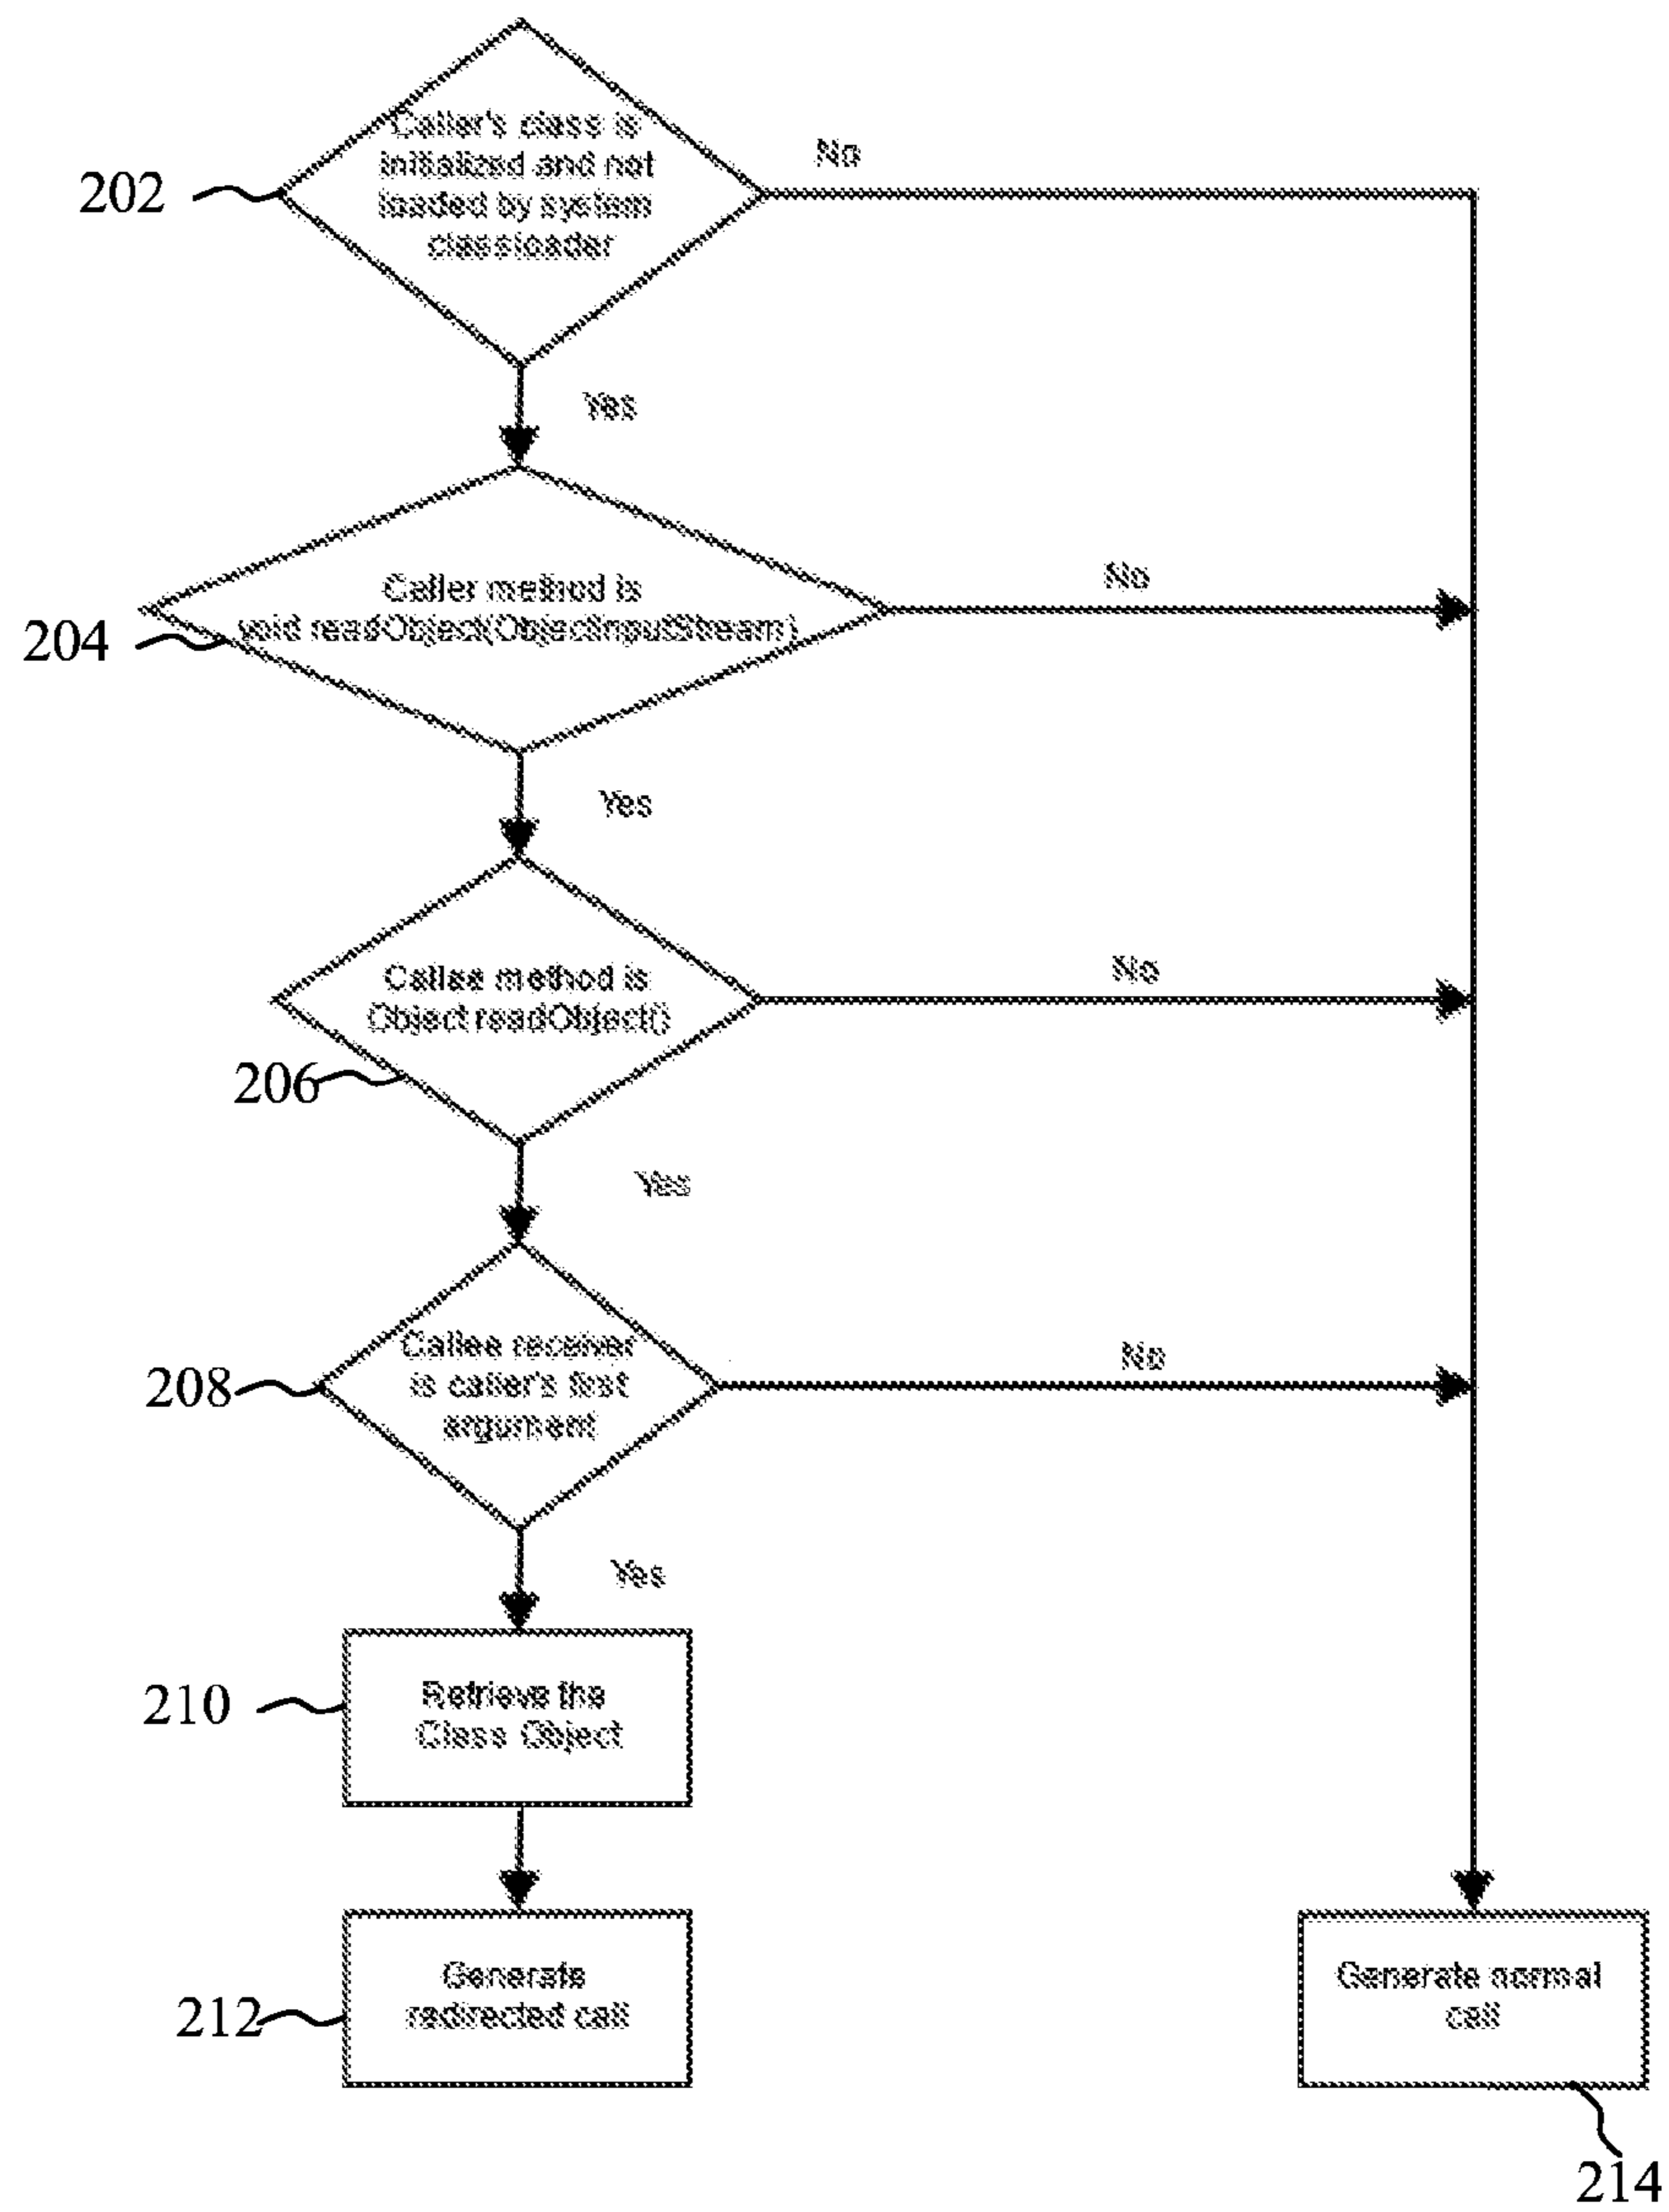 Caller's class is
initialized and not
loaded by system
classloader
No
202
Yes
Caller method is
void readObject(ObjectInputStream)
No
204
Yes
Callee method is
Object readObject()
No
206
Yes
Callee receiver
is caller's first
argument
No
208
Yes
Retrieve the
Class Object
210
Generate
redirected call
212
Generate normal
call
214